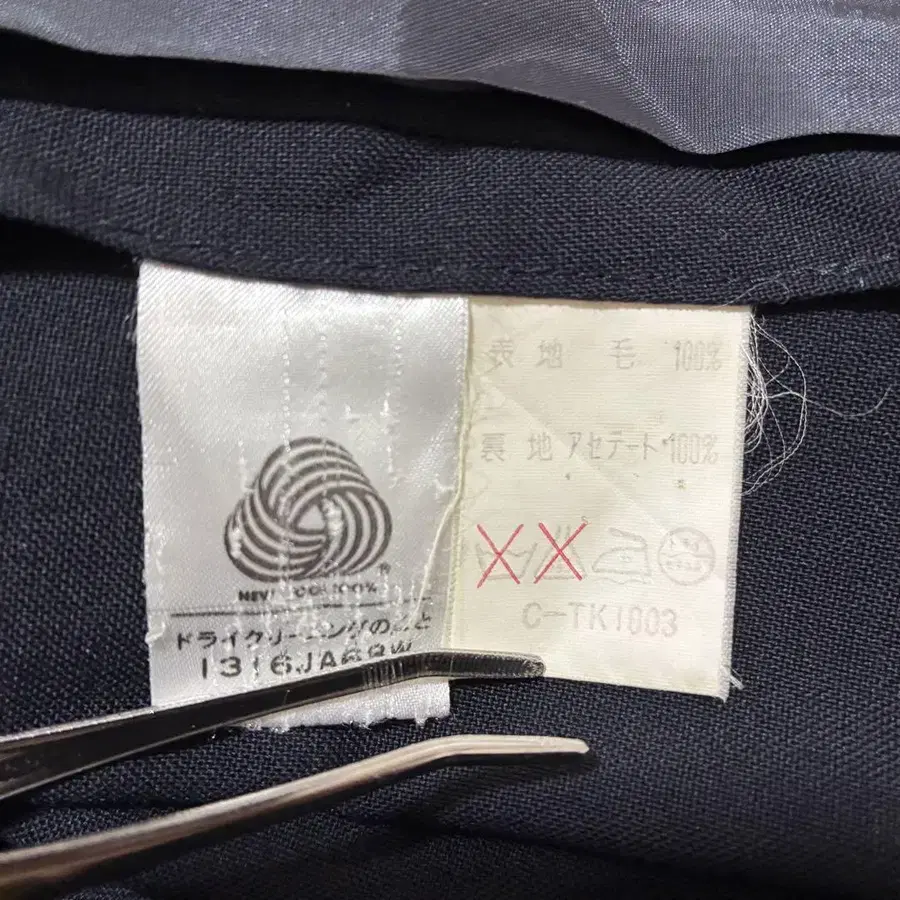 ®
NEW WOOL 100%
ドライクリーニングのこと
1316JA68W
表地 毛 100%
裏地 アセテート 100%
C-TK1003